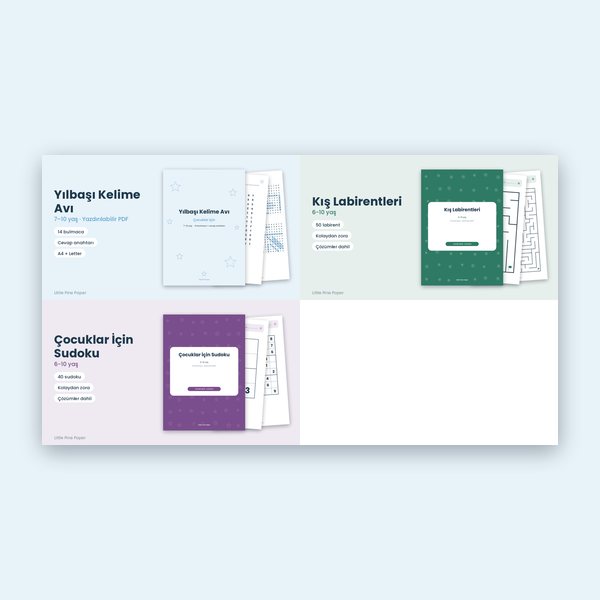 Yılbaşı Kelime
Avı
7–10 yaş · Yazdırılabilir PDF
14 bulmaca
Cevap anahtarı
A4 + Letter
Little Pine Paper
Yılbaşı Kelime Avı
Çocuklar için
Kış Labirentleri
6–10 yaş
50 labirent
Kolaydan zora
Çözümler dahil
Little Pine Paper
Kış Labirentleri
Çocuklar İçin
Sudoku
6–10 yaş
40 sudoku
Kolaydan zora
Çözümler dahil
Little Pine Paper
Çocuklar İçin Sudoku